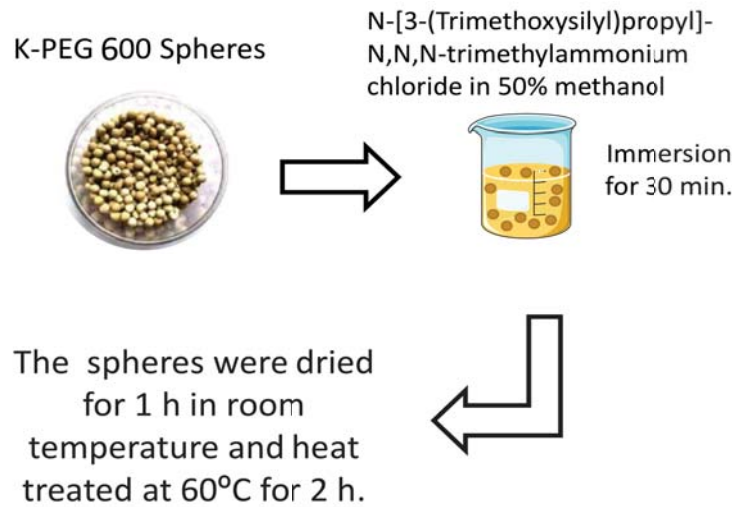 K-PEG 600 Spheres
N-[3-(Trimethoxysilyl)propyl]-
N,N,N-trimethylammonium
chloride in 50% methanol
Immersion
for 30 min.
The spheres were dried
for 1 h in room
temperature and heat
treated at 60°C for 2 h.